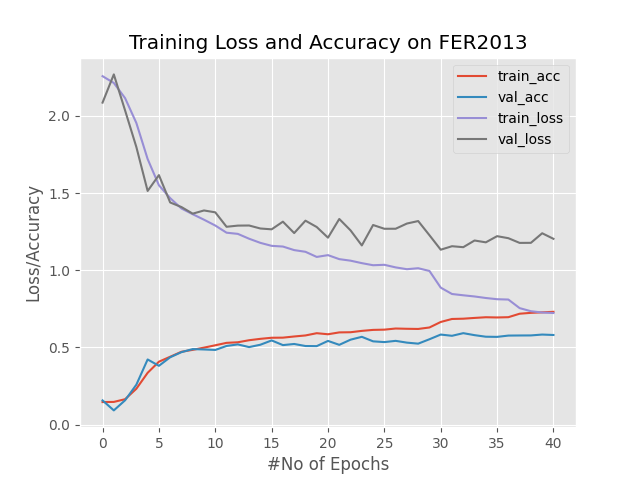 Training Loss and Accuracy on FER2013
train_acc
val_acc
train_loss
val_loss
2.0
1.5
1.0
0.5
0.0
Loss/Accuracy
0 5 10 15 20 25 30 35 40
#No of Epochs